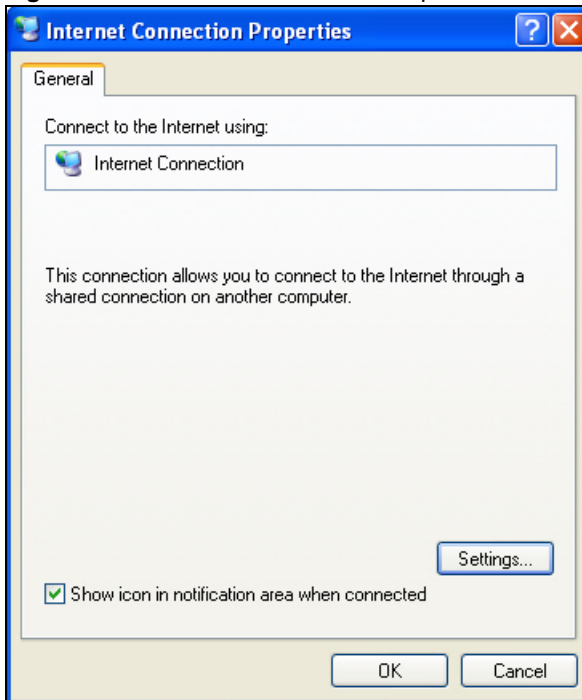 Internet Connection Properties
General
Connect to the Internet using:
Internet Connection
This connection allows you to connect to the Internet through a
shared connection on another computer.
Settings...
Show icon in notification area when connected
OK
Cancel